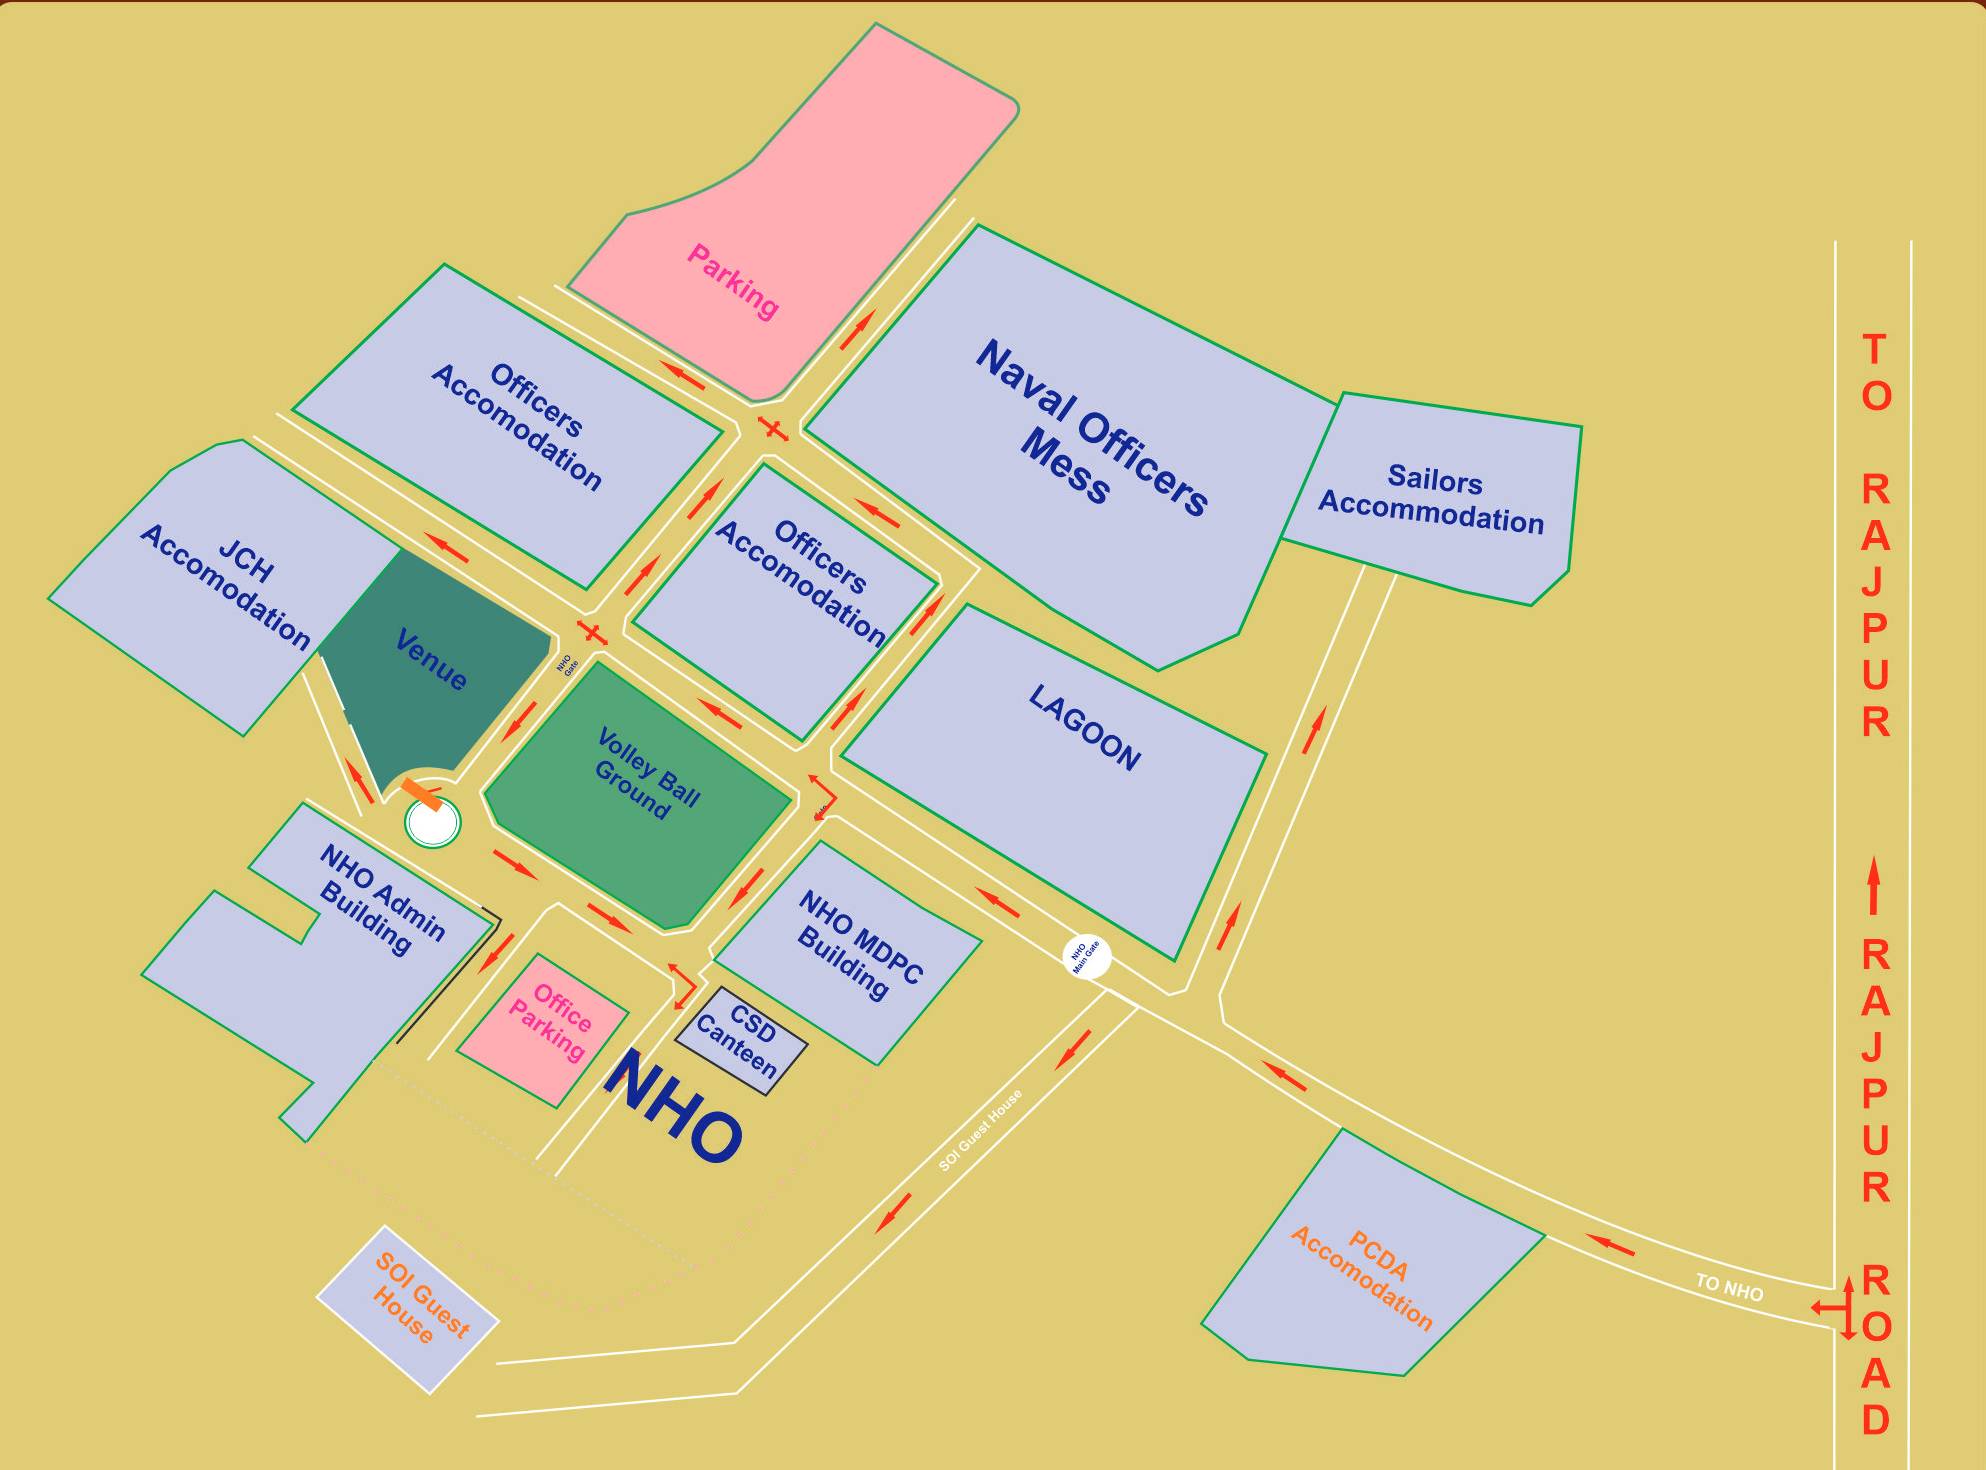 Parking
Officers
Accomodation
Naval Officers
Mess
Sailors
Accommodation
JCH
Accomodation
Venue
Officers
Accomodation
NHO
Gate
LAGOON
Volley Ball
Ground
NHO Admin
Building
NHO MDPC
Building
NHO
Main Gate
Office
Parking
CSD
Canteen
NHO
SOI Guest House
SOI Guest
House
PCDA
Accomodation
TO NHO
TO RAJPUR
RAJPUR ROAD